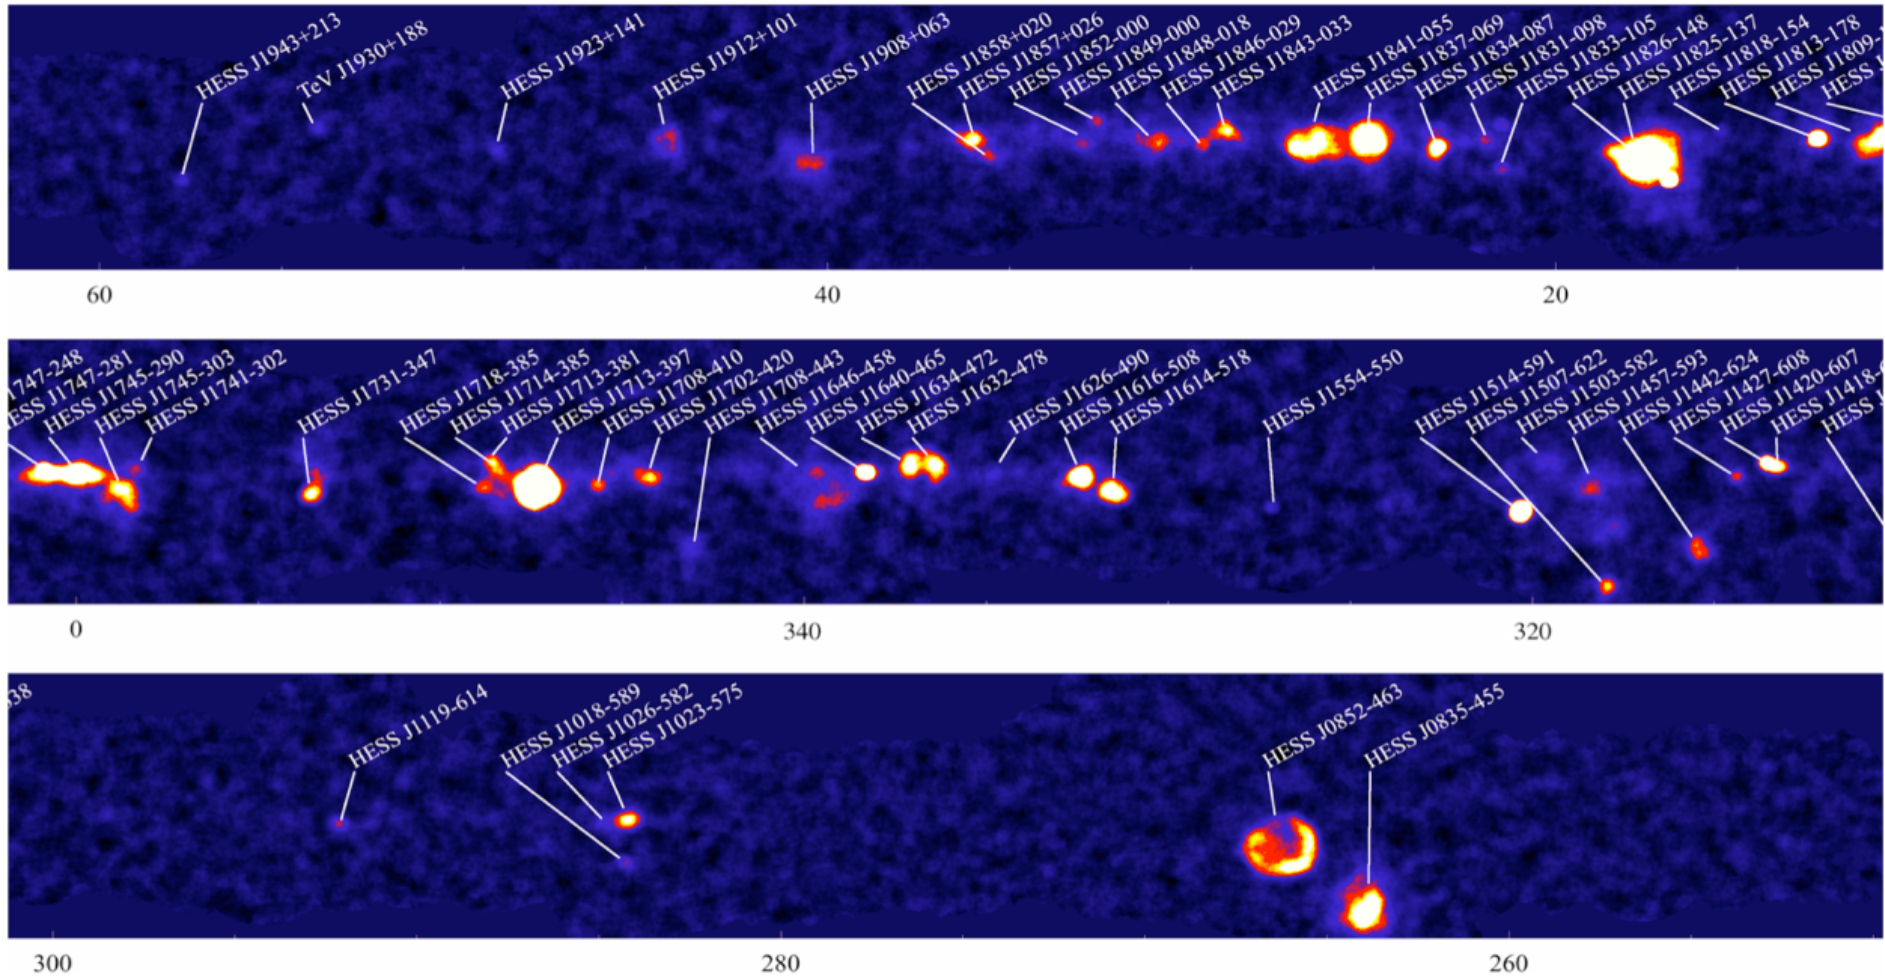 HESS J1943+213
TeV J1930+188
HESS J1923+141
HESS J1912+101
HESS J1908+063
HESS J1858+020
HESS J1857+026
HESS J1852-000
HESS J1849-000
HESS J1848-018
HESS J1846-029
HESS J1843-033
HESS J1841-055
HESS J1837-069
HESS J1834-087
HESS J1831-098
HESS J1833-105
HESS J1826-148
HESS J1825-137
HESS J1818-154
HESS J1813-178
HESS J1809-
60
40
20
J1747-248
HESS J1747-281
HESS J1745-290
HESS J1745-303
HESS J1741-302
HESS J1731-347
HESS J1718-385
HESS J1714-385
HESS J1713-381
HESS J1713-397
HESS J1708-410
HESS J1702-420
HESS J1708-443
HESS J1646-458
HESS J1640-465
HESS J1634-472
HESS J1632-478
HESS J1626-490
HESS J1616-508
HESS J1614-518
HESS J1554-550
HESS J1514-591
HESS J1507-622
HESS J1503-582
HESS J1457-593
HESS J1442-624
HESS J1427-608
HESS J1420-607
HESS J1418-
0
340
320
HESS J1119-614
HESS J1018-589
HESS J1026-582
HESS J1023-575
HESS J0852-463
HESS J0835-455
300
280
260